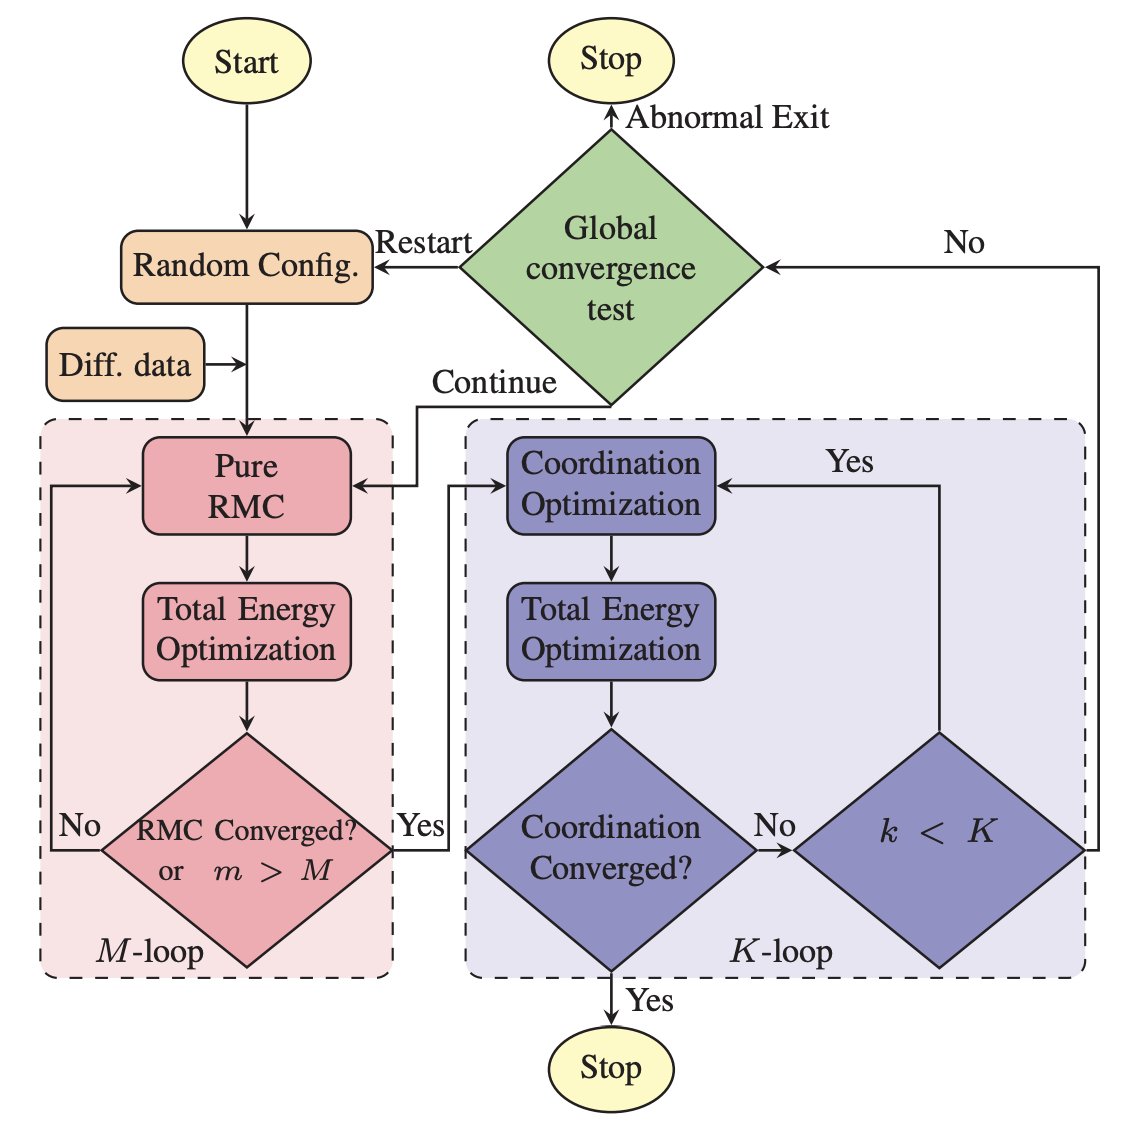 Start
Stop
Abnormal Exit
Global
convergence
test
Restart
No
Random Config.
Diff. data
Continue
Pure
RMC
Total Energy
Optimization
RMC Converged?
or m > M
No
Yes
M-loop
Coordination
Optimization
Yes
Total Energy
Optimization
Coordination
Converged?
No
k < K
K-loop
Yes
Stop